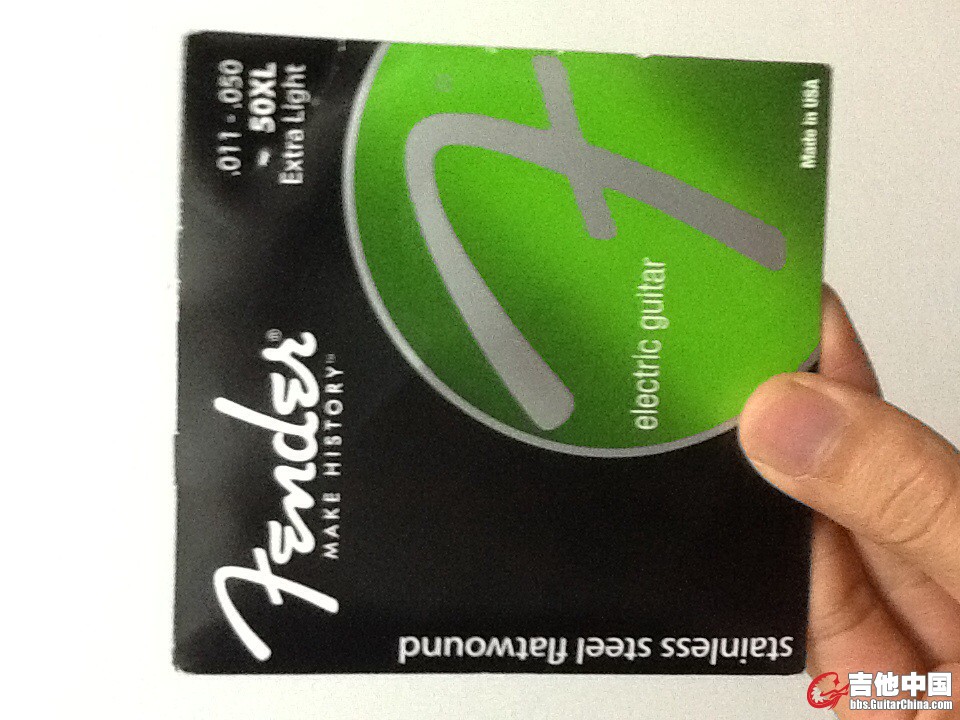 Fender®
MAKE HISTORY™
.011 - .050
50XL
Extra Light
electric guitar
Made in USA
stainless steel flatwound
吉他中国
bbs.GuitarChina.com